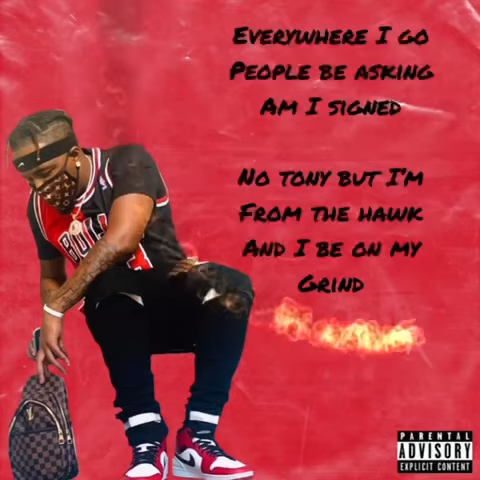 Everywhere I go
People be asking
Am I signed
No tony but I'm
From the hawk
And I be on my
Grind
BULL
PARENTAL
ADVISORY
EXPLICIT CONTENT